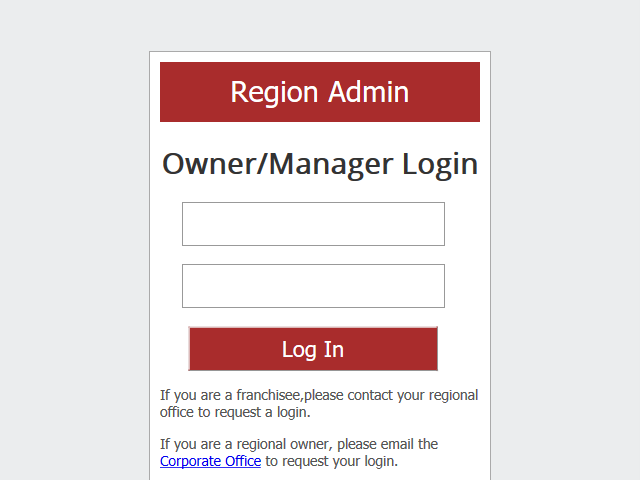 Region Admin
Owner/Manager Login
Log In
If you are a franchisee,please contact your regional
office to request a login.
If you are a regional owner, please email the
Corporate Office to request your login.